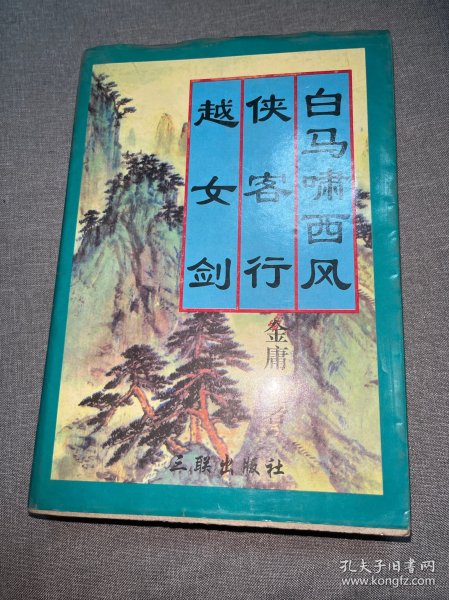 白马啸西风
侠客行
越女剑
金庸
三联出版社
孔夫子旧书网
www.kongfz.com